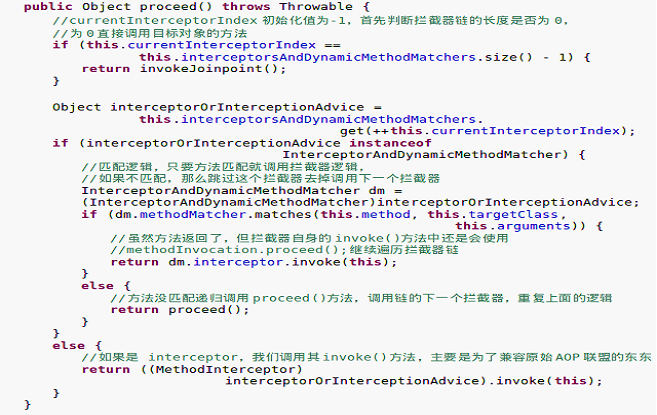 public Object proceed() throws Throwable {
//currentInterceptorIndex 初始化值为-1，首先判断拦截器链的长度是否为 0，
//为 0 直接调用目标对象的方法
if (this.currentInterceptorIndex ==
this.interceptorsAndDynamicMethodMatchers.size() - 1) {
return invokeJoinpoint();
}
Object interceptorOrInterceptionAdvice =
this.interceptorsAndDynamicMethodMatchers.
get(++this.currentInterceptorIndex);
if (interceptorOrInterceptionAdvice instanceof
InterceptorAndDynamicMethodMatcher) {
//匹配逻辑，只要方法匹配就调用拦截器逻辑，
//如果不匹配，那么跳过这个拦截器去掉调用下一个拦截器
InterceptorAndDynamicMethodMatcher dm =
(InterceptorAndDynamicMethodMatcher)interceptorOrInterceptionAdvice;
if (dm.methodMatcher.matches(this.method, this.targetClass,
this.arguments)) {
//虽然方法返回了，但拦截器自身的 invoke()方法中还是会使用
//methodInvocation.proceed();继续遍历拦截器链
return dm.interceptor.invoke(this);
}
else {
//方法没匹配递归调用 proceed()方法，调用链的下一个拦截器，重复上面的逻辑
return proceed();
}
}
else {
//如果是 interceptor，我们调用其 invoke()方法，主要是为了兼容原始 AOP 联盟的东东
return ((MethodInterceptor)
interceptorOrInterceptionAdvice).invoke(this);
}
}